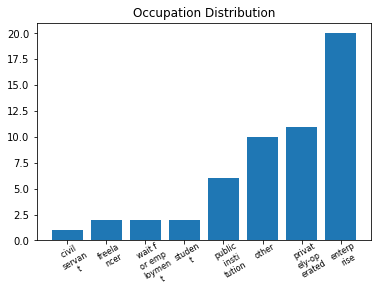 Occupation Distribution
20.0
17.5
15.0
12.5
10.0
7.5
5.0
2.5
0.0
civil
servan
t
freela
ncer
wait f
or emp
loymen
t
studen
t
public
insti
tution
other
privat
ely-op
erated
enterp
rise